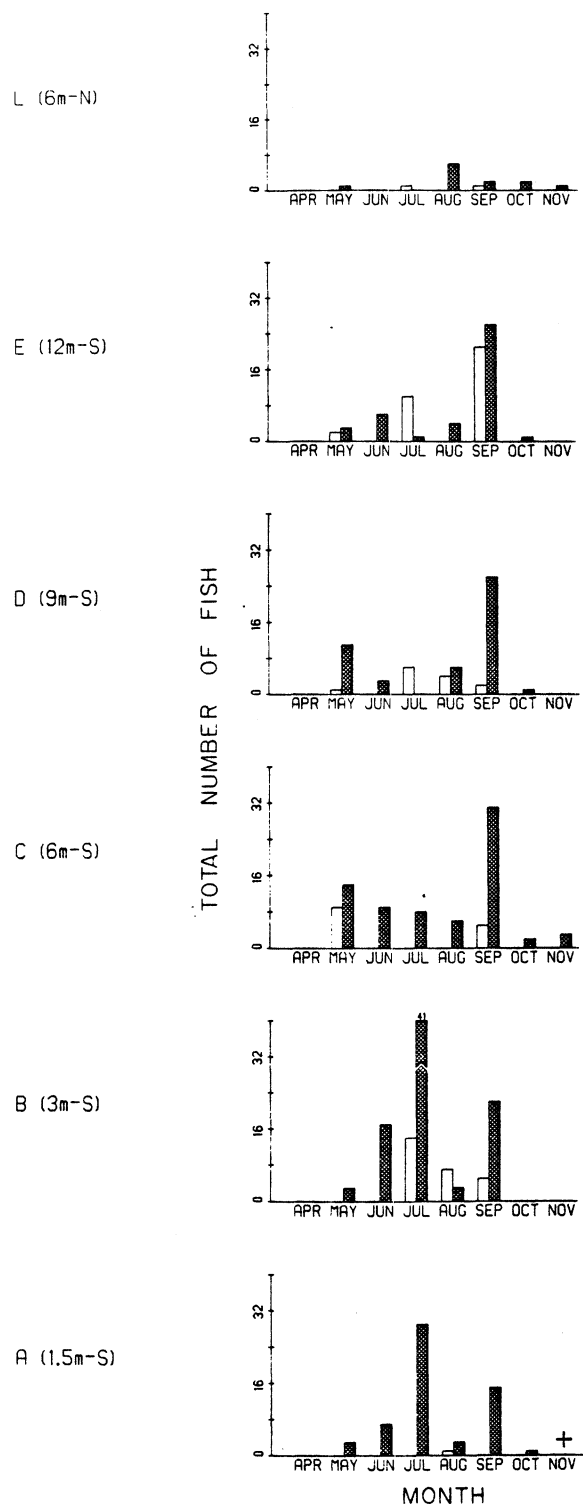 L (6m-N)
32
16
0
APR MAY JUN JUL AUG SEP OCT NOV
E (12m-S)
32
16
0
APR MAY JUN JUL AUG SEP OCT NOV
D (9m-S)
32
16
0
APR MAY JUN JUL AUG SEP OCT NOV
TOTAL NUMBER OF FISH
C (6m-S)
32
16
0
APR MAY JUN JUL AUG SEP OCT NOV
B (3m-S)
41
32
16
0
APR MAY JUN JUL AUG SEP OCT NOV
A (1.5m-S)
32
16
0
+
APR MAY JUN JUL AUG SEP OCT NOV
MONTH